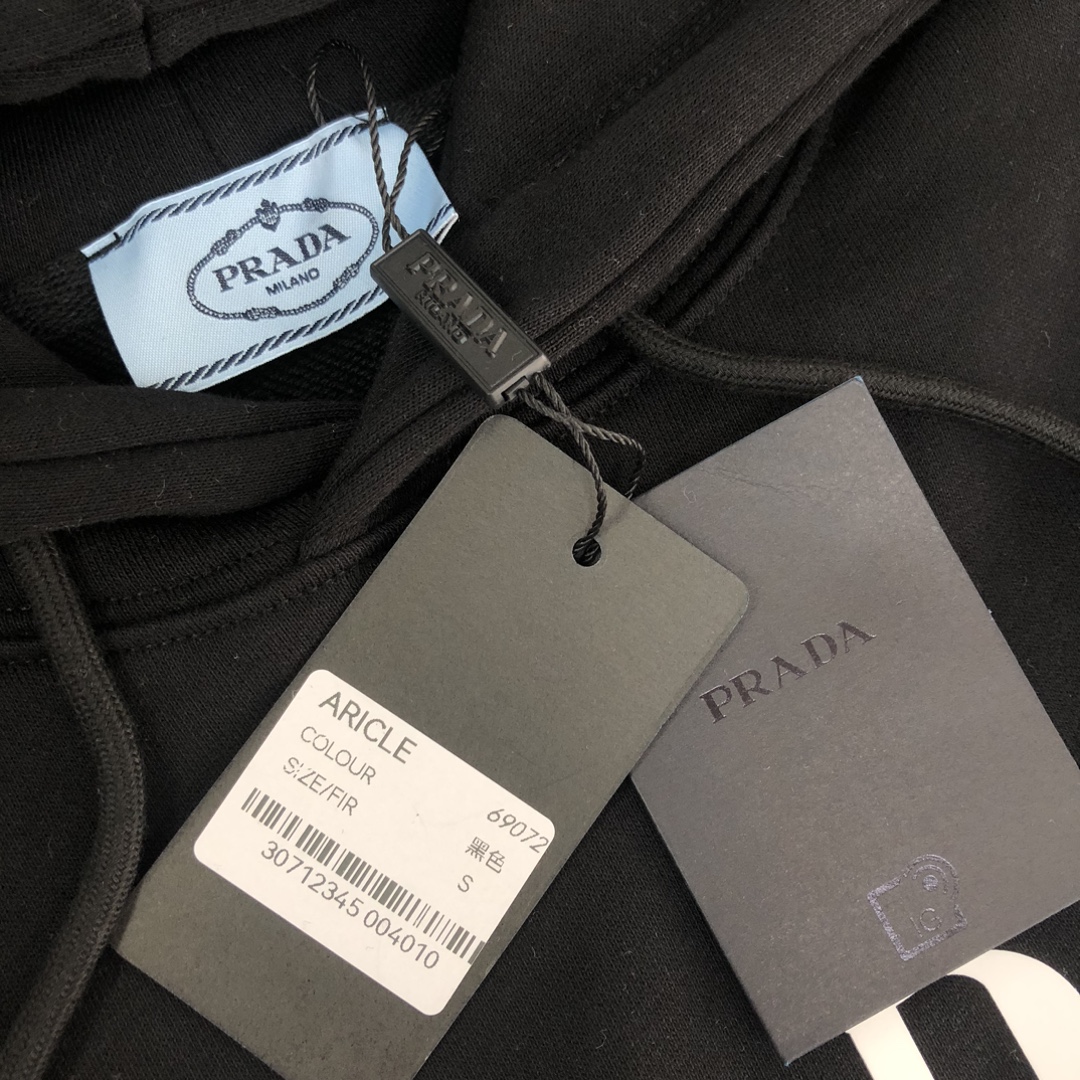 PRADA
MILANO
PRADA
MILANO
PRADA
ARICLE 69072
COLOUR 黑色
SIZE/FIR S
30712345 004010